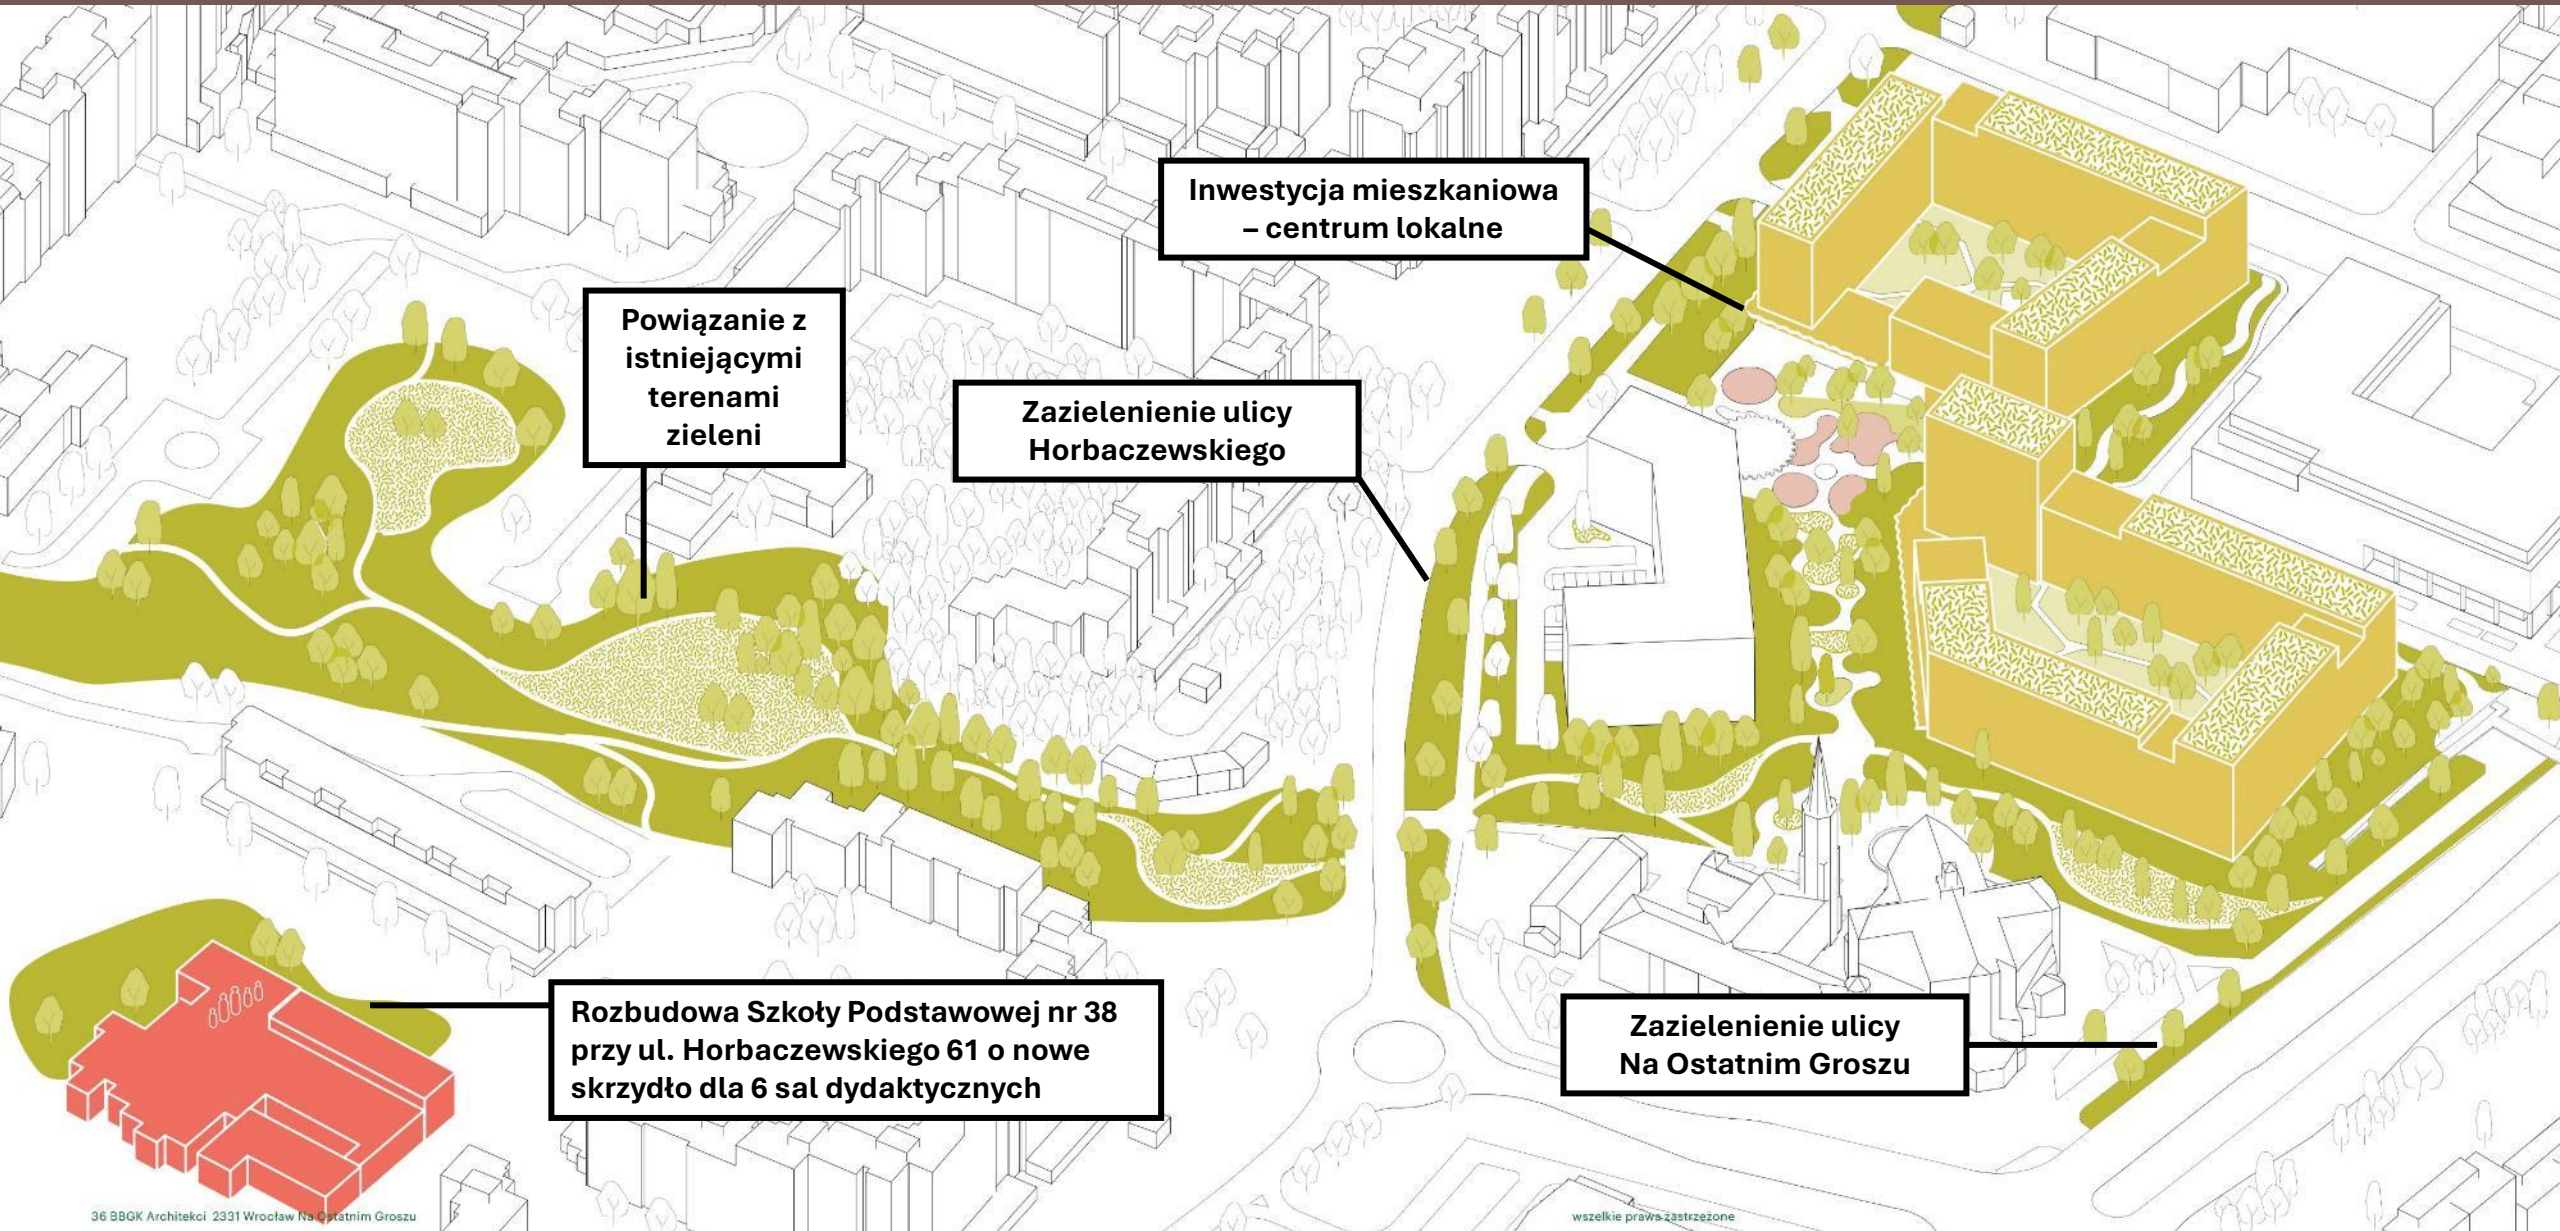 Inwestycja mieszkaniowa
– centrum lokalne
Powiązanie z
istniejącymi
terenami
zieleni
Zazielenienie ulicy
Horbaczewskiego
Rozbudowa Szkoły Podstawowej nr 38
przy ul. Horbaczewskiego 61 o nowe
skrzydło dla 6 sal dydaktycznych
Zazielenienie ulicy
Na Ostatnim Groszu
36 BBGK Architekci 2331 Wrocław Na Ostatnim Groszu
wszelkie prawa zastrzeżone